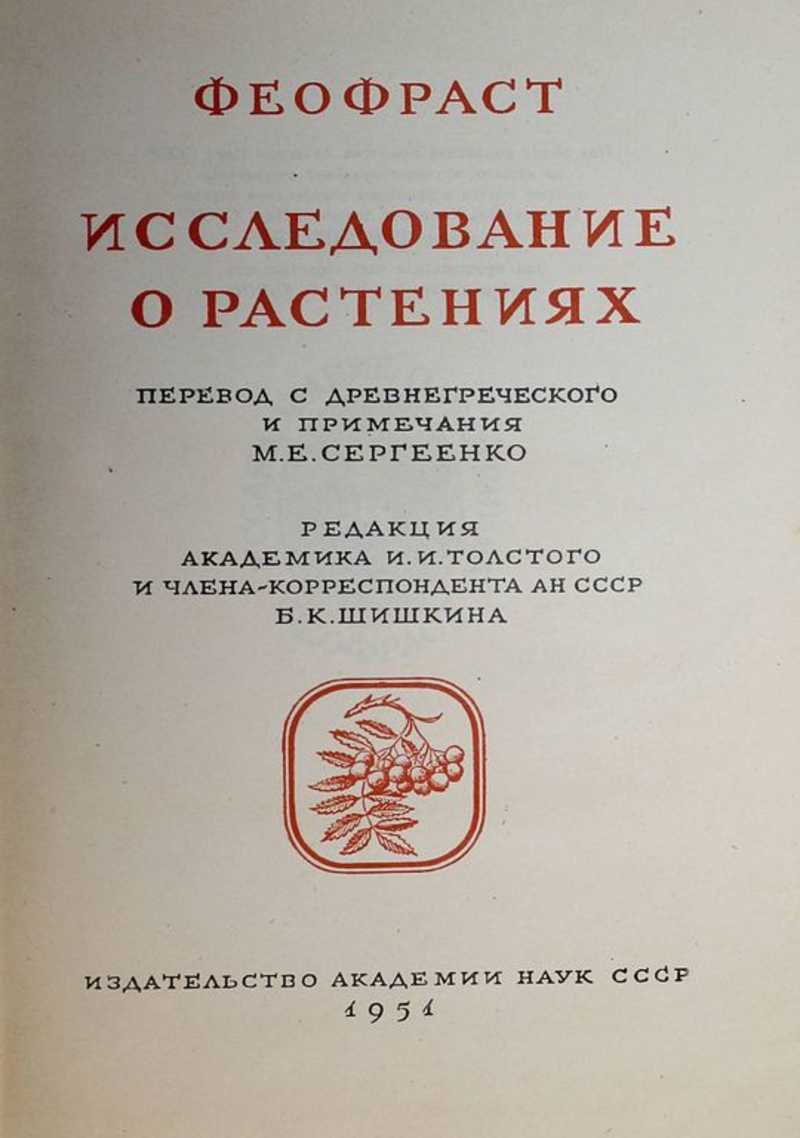 ФЕОФРАСТ
ИССЛЕДОВАНИЕ
О РАСТЕНИЯХ
ПЕРЕВОД С ДРЕВНЕГРЕЧЕСКОГО
И ПРИМЕЧАНИЯ
М.Е.СЕРГЕЕНКО
РЕДАКЦИЯ
АКАДЕМИКА И.И.ТОЛСТОГО
И ЧЛЕНА-КОРРЕСПОНДЕНТА АН СССР
Б.К.ШИШКИНА
ИЗДАТЕЛЬСТВО АКАДЕМИИ НАУК СССР
1951